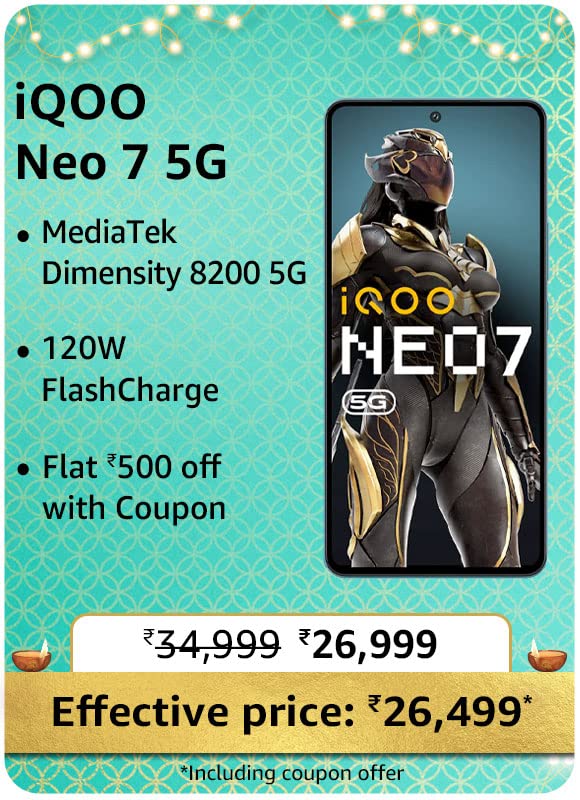 iQOO
Neo 7 5G
• MediaTek
Dimensity 8200 5G
• 120W
FlashCharge
• Flat ₹500 off
with Coupon
iQOO
NEO7
5G
₹34,999 ₹26,999
Effective price: ₹26,499*
*Including coupon offer